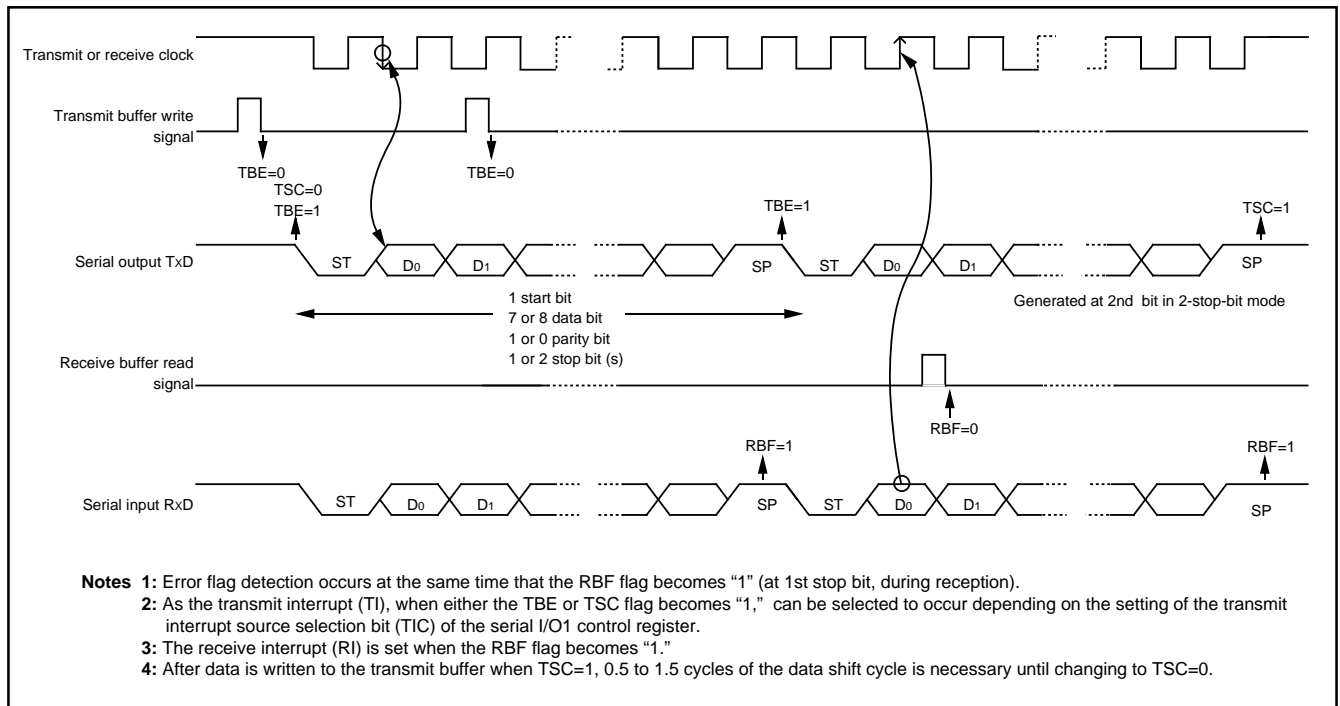 Transmit or receive clock
Transmit buffer write
signal
TBE=0
TBE=0
TSC=0
TBE=1
TBE=1
TSC=1
Serial output TXD
ST
D0
D1
SP
ST
D0
D1
SP
1 start bit
7 or 8 data bit
1 or 0 parity bit
1 or 2 stop bit (s)
Generated at 2nd bit in 2-stop-bit mode
Receive buffer read
signal
RBF=0
RBF=1
RBF=1
Serial input RXD
ST
D0
D1
SP
ST
D0
D1
SP
Notes 1: Error flag detection occurs at the same time that the RBF flag becomes “1” (at 1st stop bit, during reception).
2: As the transmit interrupt (TI), when either the TBE or TSC flag becomes “1,” can be selected to occur depending on the setting of the transmit
interrupt source selection bit (TIC) of the serial I/O1 control register.
3: The receive interrupt (RI) is set when the RBF flag becomes “1.”
4: After data is written to the transmit buffer when TSC=1, 0.5 to 1.5 cycles of the data shift cycle is necessary until changing to TSC=0.